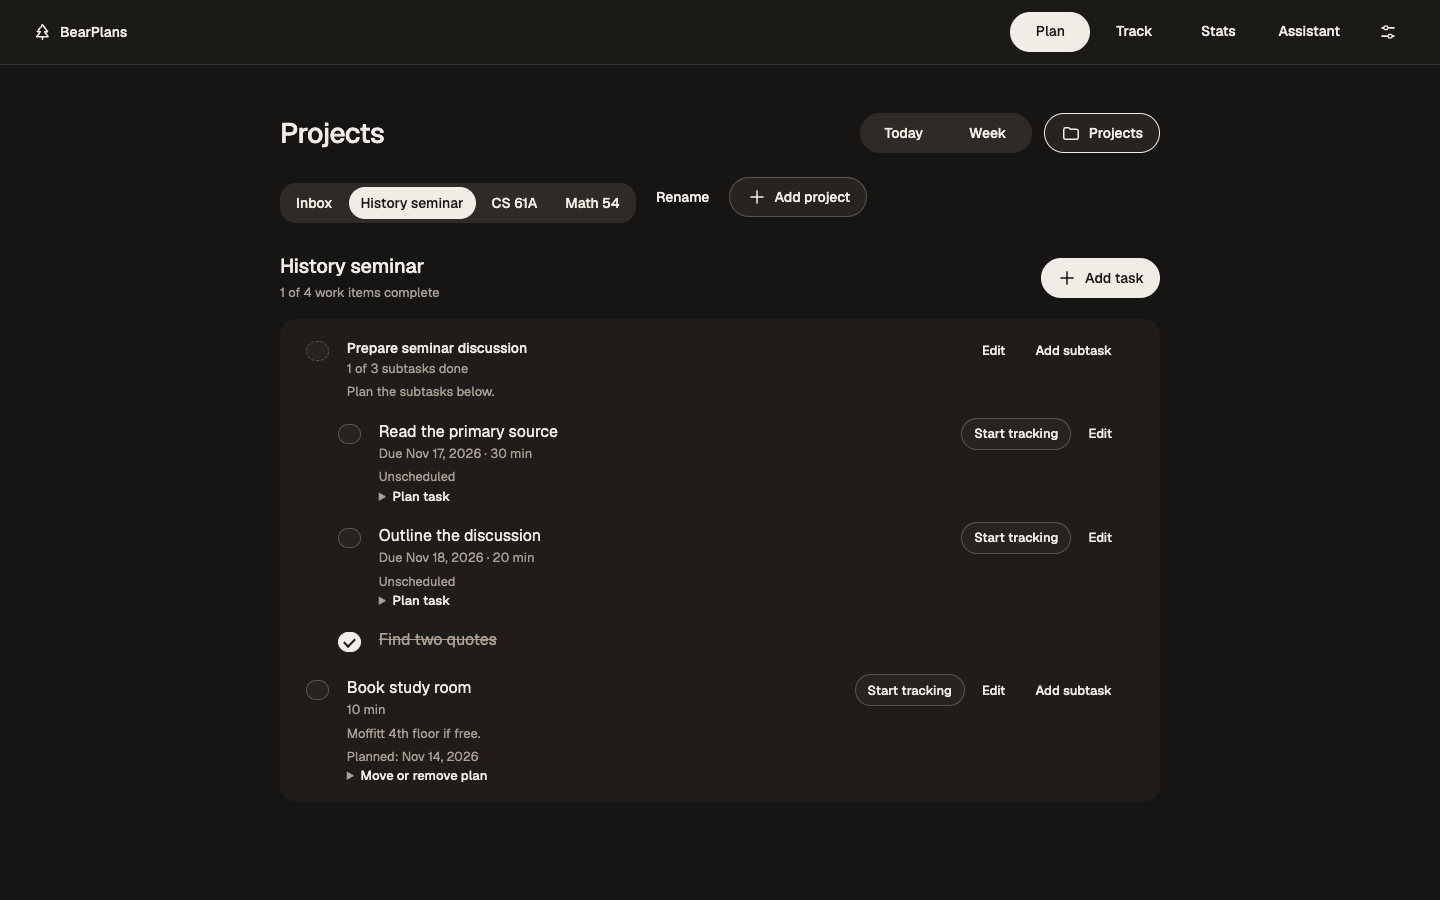 BearPlans
Plan Track Stats Assistant
Projects
Today Week Projects
Inbox History seminar CS 61A Math 54 Rename Add project
History seminar
1 of 4 work items complete
Add task
Prepare seminar discussion
Edit Add subtask
1 of 3 subtasks done
Plan the subtasks below.
Read the primary source
Start tracking Edit
Due Nov 17, 2026 · 30 min
Unscheduled
Plan task
Outline the discussion
Start tracking Edit
Due Nov 18, 2026 · 20 min
Unscheduled
Plan task
Find two quotes
Book study room
Start tracking Edit Add subtask
10 min
Moffitt 4th floor if free.
Planned: Nov 14, 2026
Move or remove plan